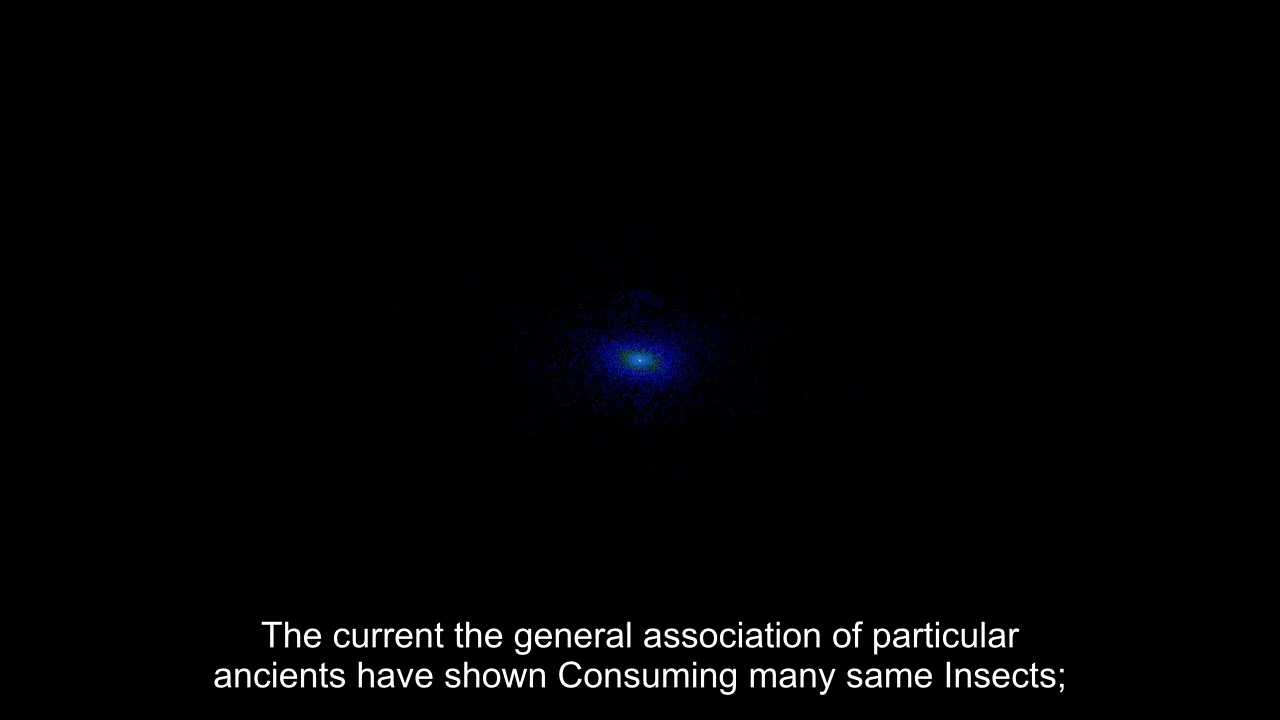 The current the general association of particular
ancients have shown Consuming many same Insects;